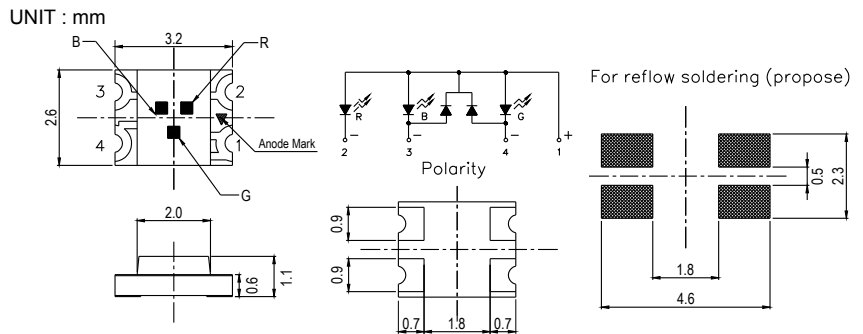 UNIT : mm
3.2
B
R
2.6
3
2
4
1
Anode Mark
G
2.0
0.6
1.1
R
B
G
−
−
−
+
2
3
4
1
Polarity
0.9
0.9
0.7
1.8
0.7
For reflow soldering (propose)
0.5
2.3
1.8
4.6